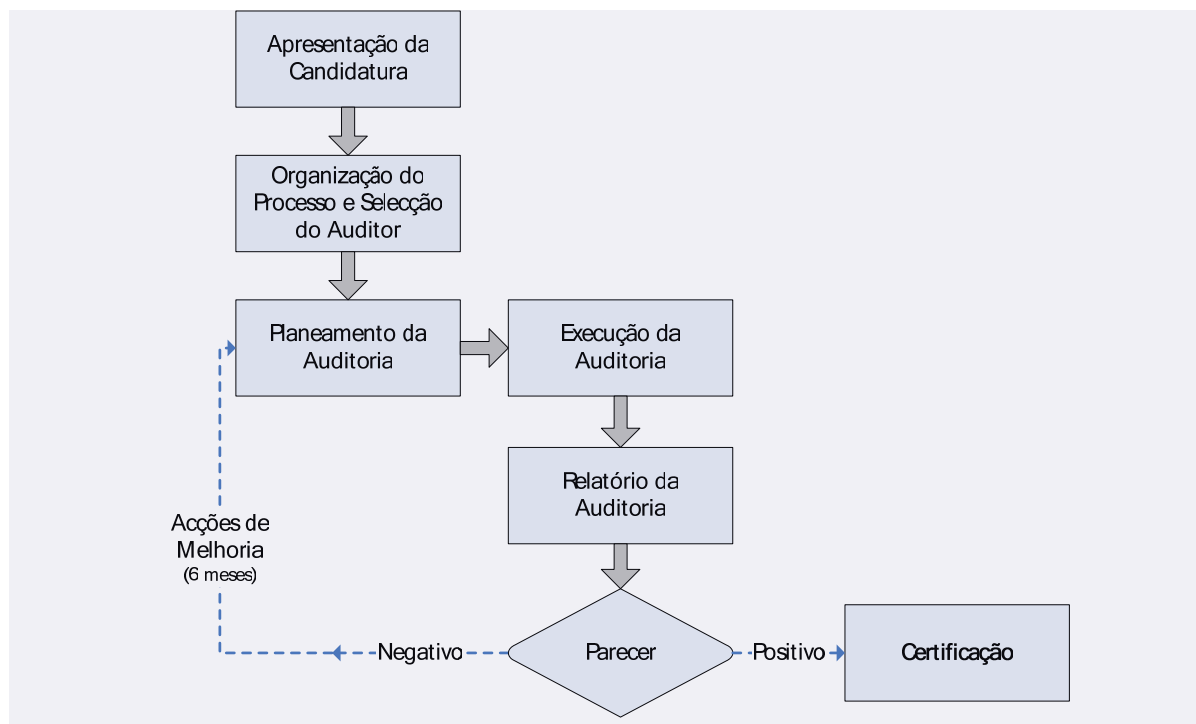 Apresentação da
Candidatura
Organização do
Processo e Selecção
do Auditor
Planeamento da
Auditoria
Execução da
Auditoria
Relatório da
Auditoria
Acções de
Melhoria
(6 meses)
Negativo
Parecer
Positivo
Certificação